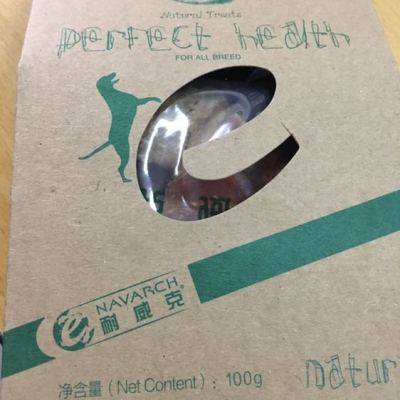 Natural Treats
perfect health
FOR ALL BREED
NAVARCH®
耐威克
净含量（Net Content）：100g
natur